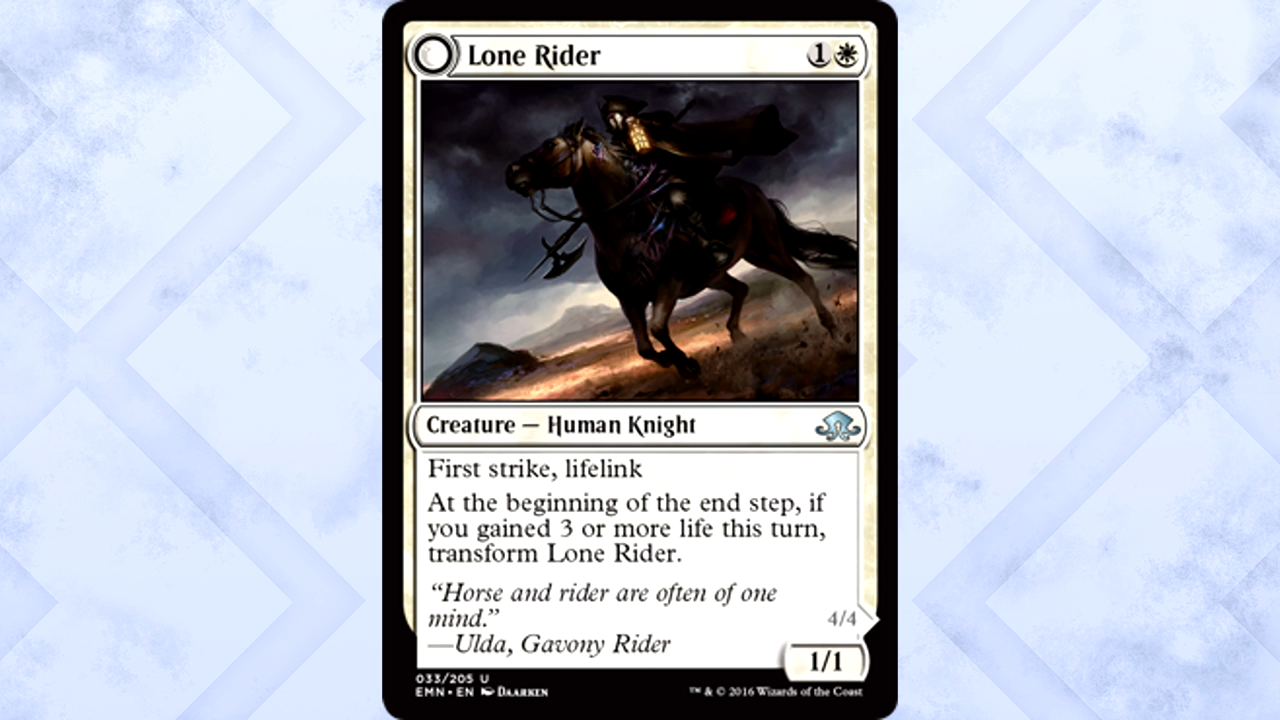 Lone Rider 1
Creature — Human Knight
First strike, lifelink
At the beginning of the end step, if
you gained 3 or more life this turn,
transform Lone Rider.
“Horse and rider are often of one
mind.”
—Ulda, Gavony Rider
4/4
1/1
033/205 U
EMN • EN DAARKEN
™ & © 2016 Wizards of the Coast